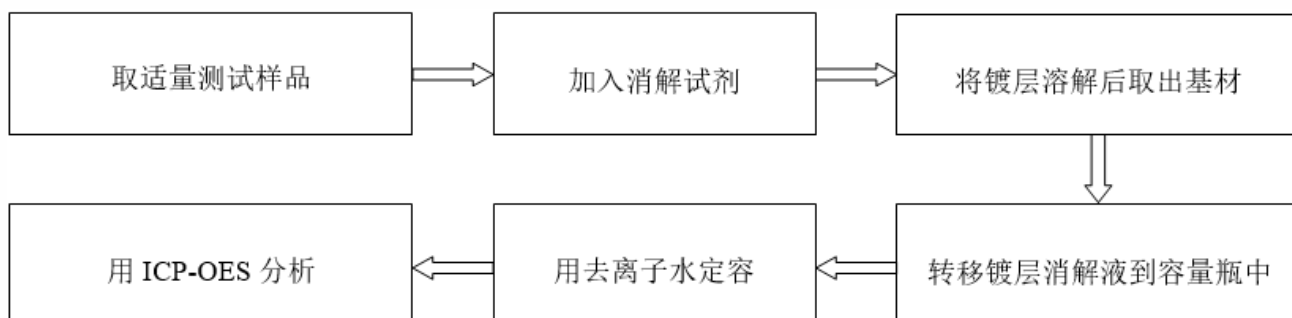 取适量测试样品
加入消解试剂
将镀层溶解后取出基材
转移镀层消解液到容量瓶中
用去离子水定容
用 ICP-OES 分析